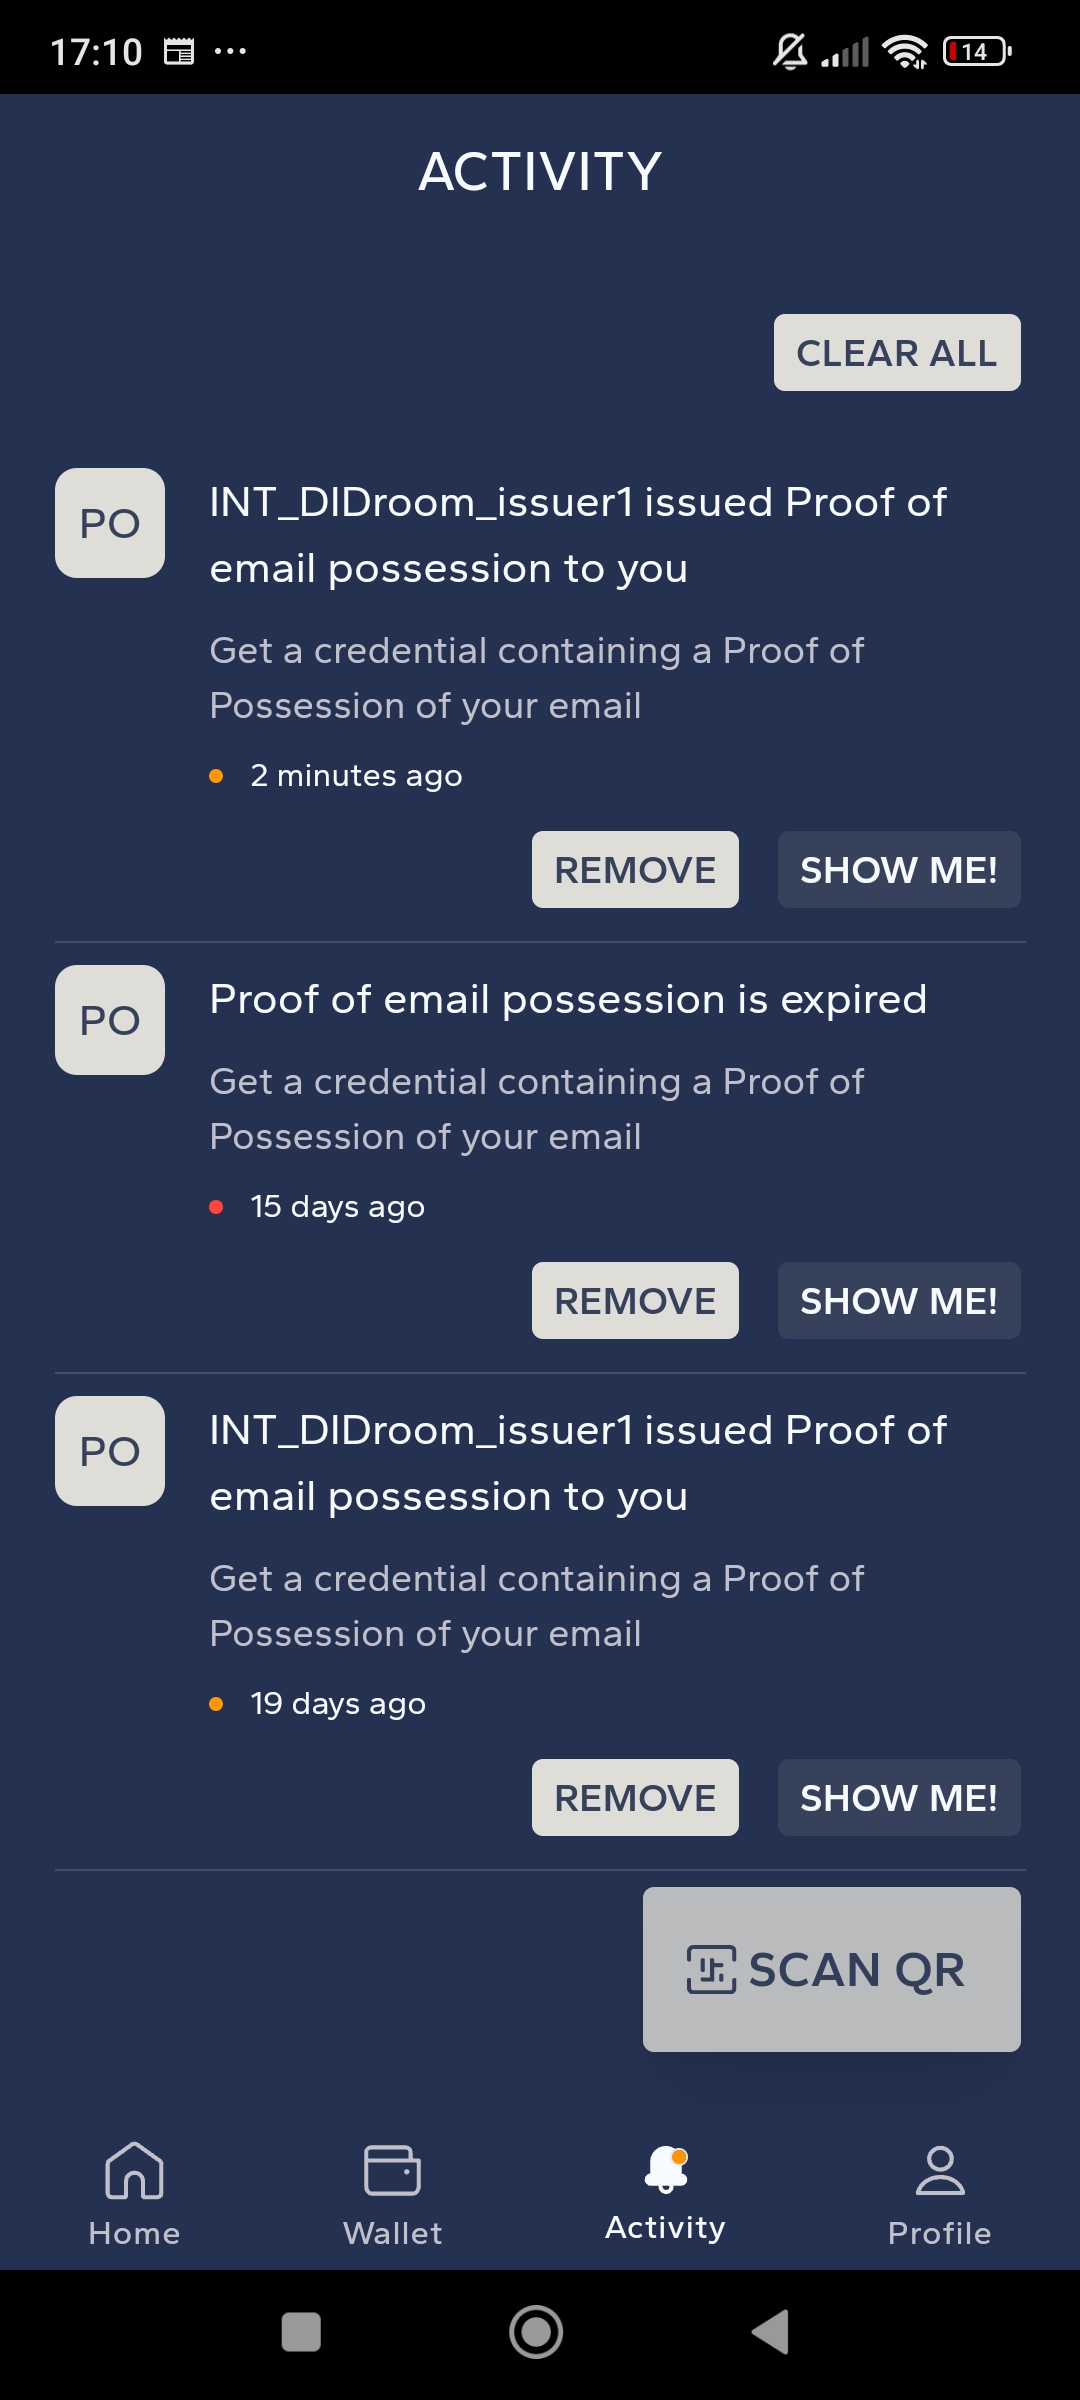 17:10
14
ACTIVITY
CLEAR ALL
PO
INT_DIDroom_issuer1 issued Proof of
email possession to you
Get a credential containing a Proof of
Possession of your email
2 minutes ago
REMOVE
SHOW ME!
PO
Proof of email possession is expired
Get a credential containing a Proof of
Possession of your email
15 days ago
REMOVE
SHOW ME!
PO
INT_DIDroom_issuer1 issued Proof of
email possession to you
Get a credential containing a Proof of
Possession of your email
19 days ago
REMOVE
SHOW ME!
SCAN QR
Home
Wallet
Activity
Profile